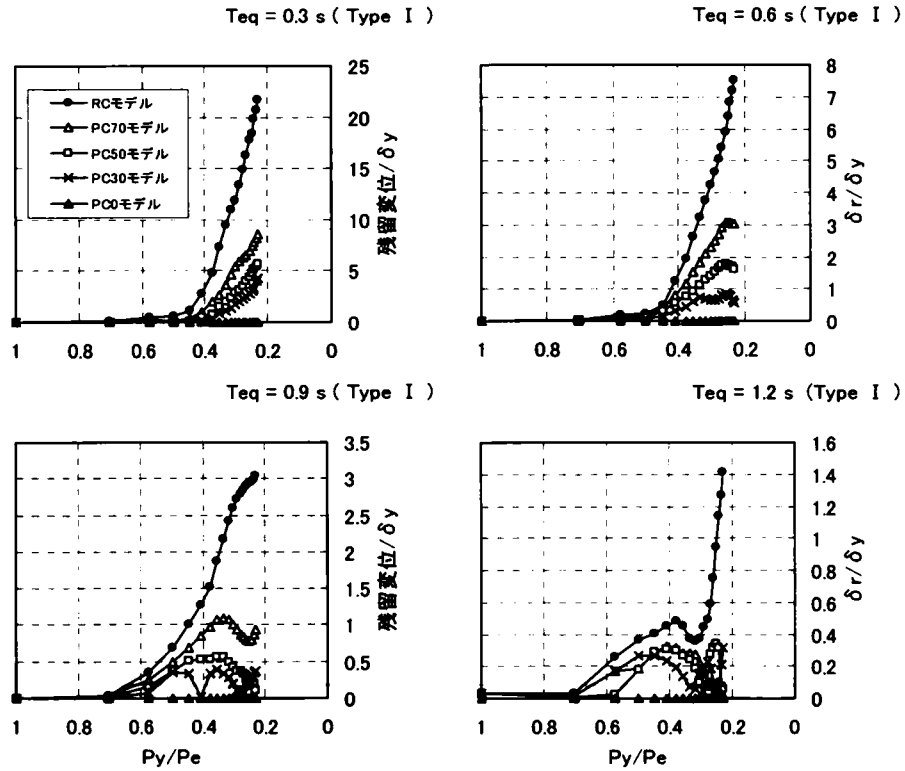 Teq = 0.3 s ( Type Ⅰ )
25
20
15
10
5
0
残留変位/δy
RCモデル
PC70モデル
PC50モデル
PC30モデル
PC0モデル
1 0.8 0.6 0.4 0.2 0
Teq = 0.6 s ( Type Ⅰ )
8
7
6
5
4
3
2
1
0
δr/δy
1 0.8 0.6 0.4 0.2 0
Teq = 0.9 s ( Type Ⅰ )
3.5
3
2.5
2
1.5
1
0.5
0
残留変位/δy
1 0.8 0.6 0.4 0.2 0
Py/Pe
Teq = 1.2 s (Type Ⅰ )
1.6
1.4
1.2
1
0.8
0.6
0.4
0.2
0
δr/δy
1 0.8 0.6 0.4 0.2 0
Py/Pe